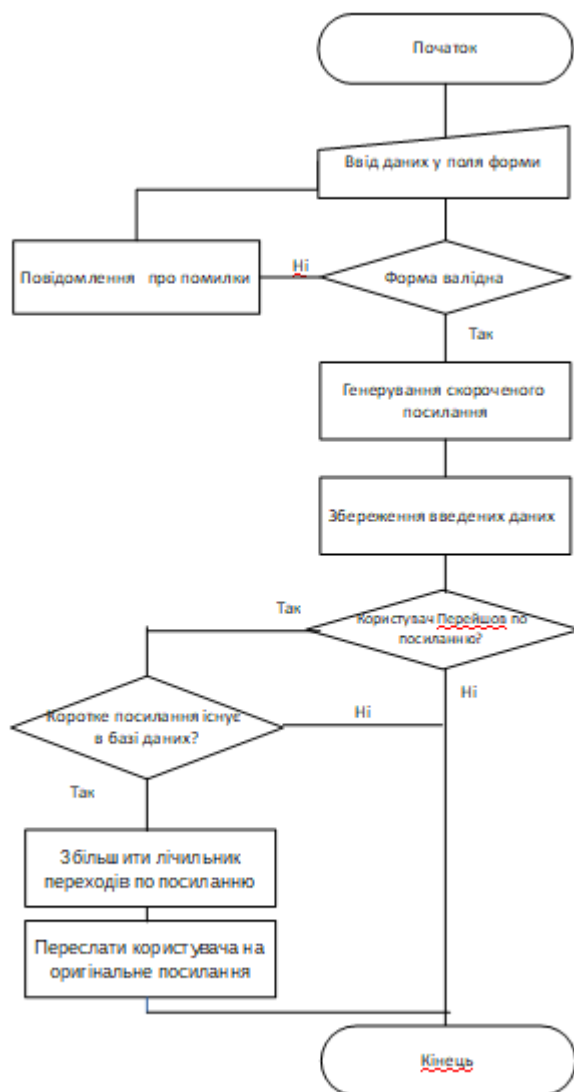 Початок
Ввід даних у поля форми
Повідомлення про помилки
Ні
Форма валідна
Так
Генерування скороченого
посилання
Збереження введених даних
Так
Користувач Перейшов по
посиланню?
Ні
Коротке посилання існує
в базі даних?
Ні
Так
Збільшити лічильник
переходів по посиланню
Переслати користувача на
оригінальне посилання
Кінець